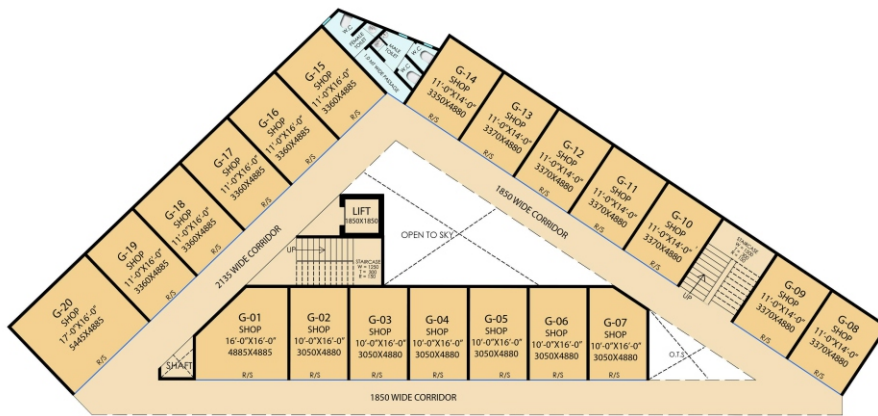 W.C
FEMALE
TOILET
MALE
TOILET
W.C
G-15
SHOP
11'-0"X16'-0"
3360X4885
R/S
G-16
SHOP
11'-0"X16'-0"
3360X4885
R/S
G-17
SHOP
11'-0"X16'-0"
3360X4885
R/S
G-18
SHOP
11'-0"X16'-0"
3360X4885
R/S
G-19
SHOP
11'-0"X16'-0"
3360X4885
R/S
G-20
SHOP
17'-0"X16'-0"
5445X4885
R/S
G-14
SHOP
11'-0"X14'-0"
3350X4880
R/S
G-13
SHOP
11'-0"X14'-0"
3370X4880
R/S
G-12
SHOP
11'-0"X14'-0"
3370X4880
R/S
G-11
SHOP
11'-0"X14'-0"
3370X4880
R/S
G-10
SHOP
11'-0"X14'-0"
3370X4880
R/S
STAIRCASE
UP
G-09
SHOP
11'-0"X14'-0"
3370X4880
R/S
G-08
SHOP
11'-0"X14'-0"
3370X4880
R/S
2135 WIDE CORRIDOR
1850 WIDE CORRIDOR
LIFT
1850X1850
OPEN TO SKY
UP
STAIRCASE
W = 1250
T = 300
R = 150
G-01
SHOP
16'-0"X16'-0"
4885X4885
R/S
G-02
SHOP
10'-0"X16'-0"
3050X4880
R/S
G-03
SHOP
10'-0"X16'-0"
3050X4880
R/S
G-04
SHOP
10'-0"X16'-0"
3050X4880
R/S
G-05
SHOP
10'-0"X16'-0"
3050X4880
R/S
G-06
SHOP
10'-0"X16'-0"
3050X4880
R/S
G-07
SHOP
10'-0"X16'-0"
3050X4880
R/S
O.T.S
SHAFT
1850 WIDE CORRIDOR